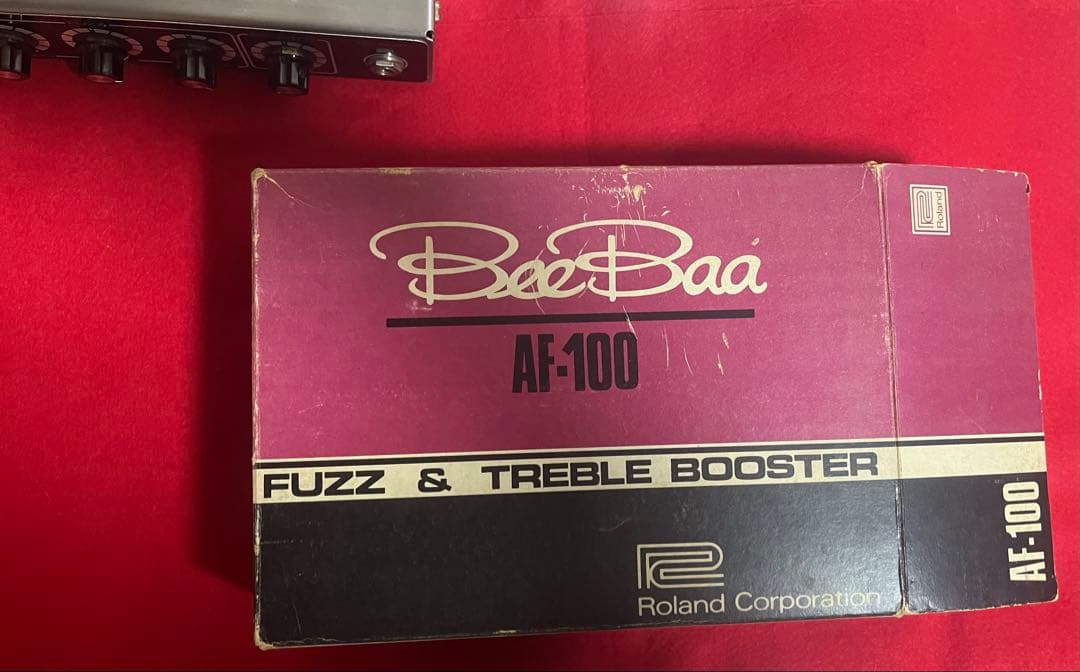 BeeBaa
AF-100
FUZZ & TREBLE BOOSTER
Roland Corporation
Roland
AF-100